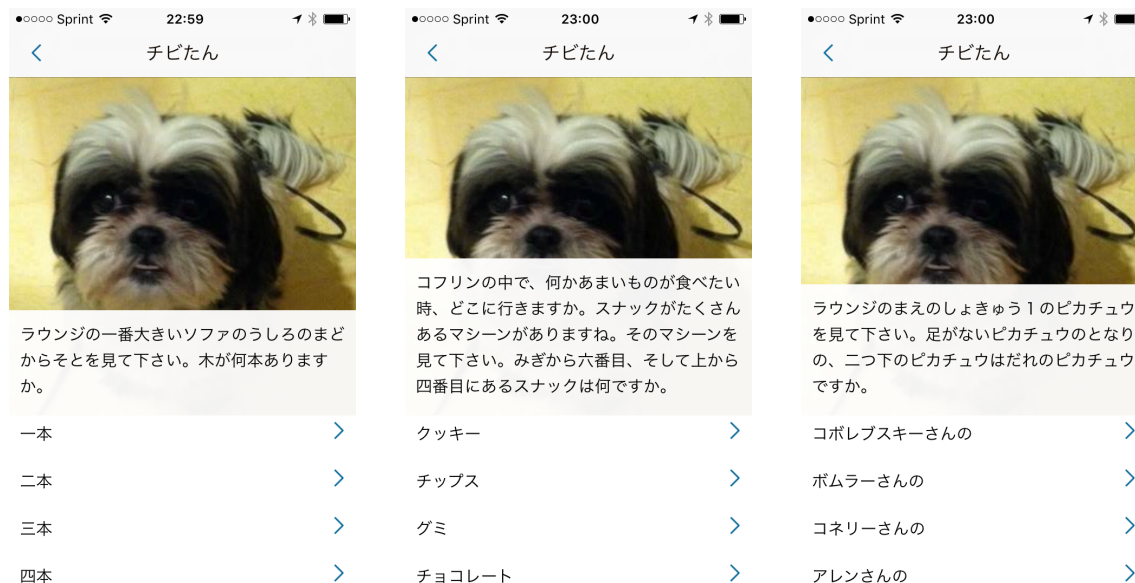 ●○○○○ Sprint 22:59
チビたん
ラウンジの一番大きいソファのうしろのまど
からそとを見て下さい。木が何本あります
か。
一本
二本
三本
四本
●○○○○ Sprint 23:00
チビたん
コフリンの中で、何かあまいものが食べたい
時、どこに行きますか。スナックがたくさん
あるマシーンがありますね。そのマシーンを
見て下さい。みぎから六番目、そして上から
四番目にあるスナックは何ですか。
クッキー
チップス
グミ
チョコレート
●○○○○ Sprint 23:00
チビたん
ラウンジのまえのしょきゅう１のピカチュウ
を見て下さい。足がないピカチュウのとなり
の、二つ下のピカチュウはだれのピカチュウ
ですか。
コボレブスキーさんの
ボムラーさんの
コネリーさんの
アレンさんの